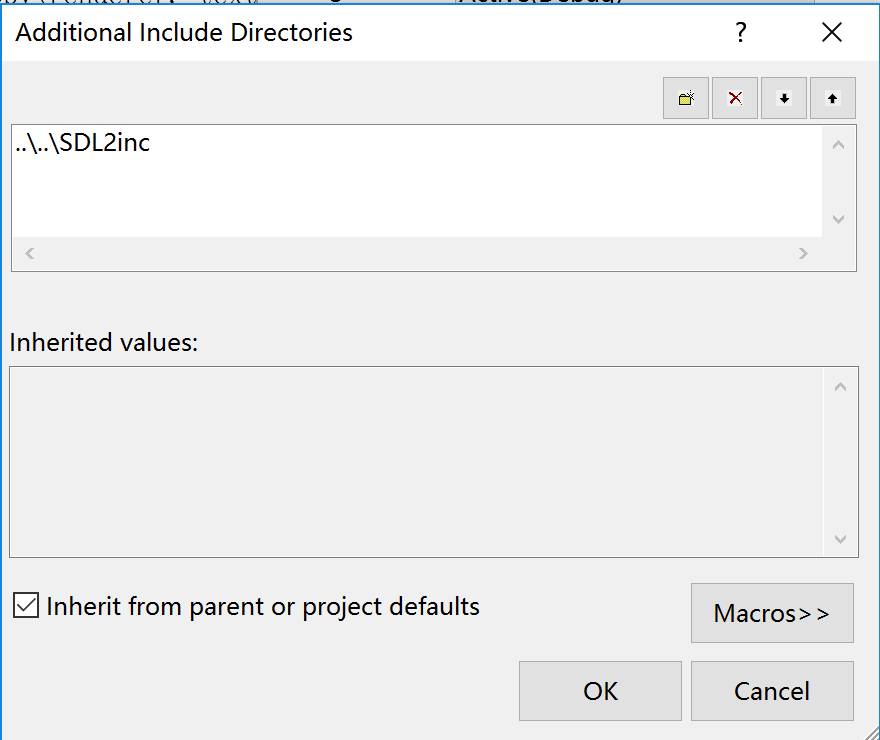 Additional Include Directories
..\..\SDL2inc
Inherited values:
Inherit from parent or project defaults
Macros>>
OK
Cancel